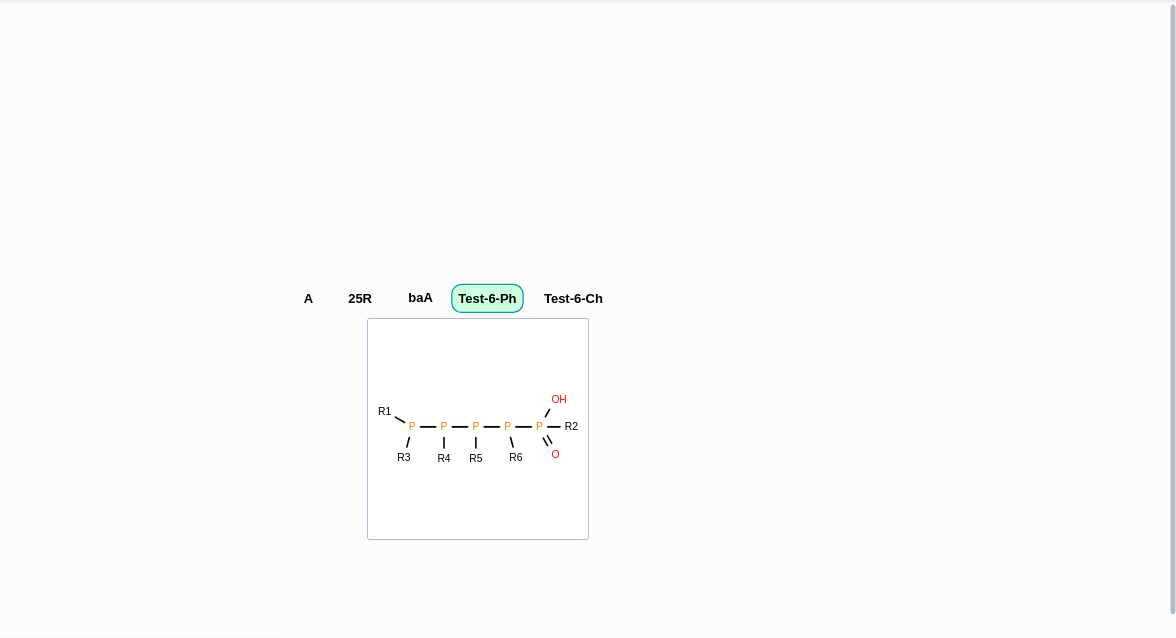 A 25R baA Test-6-Ph Test-6-Ch
OH
R1
P P P P P R2
R3 R4 R5 R6 O